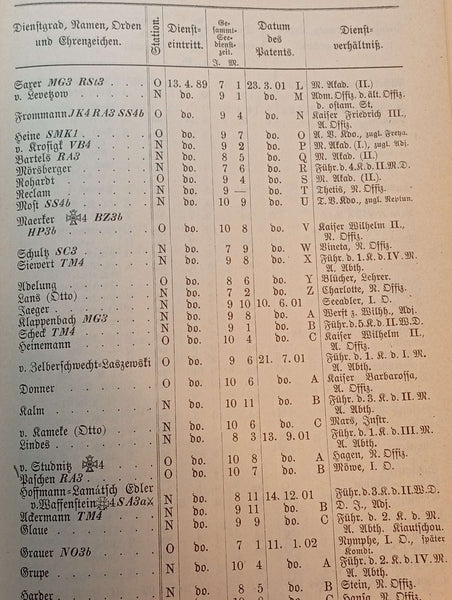 Dienstgrad, Namen, Orden und Ehrenzeichen. Station. Dienst-eintritt. Ge-sammt-See-dienst-zeit. J. M. Datum des Patents. Dienst-verhältniß.
Saxer MG3 RSt3 O 13. 4. 89 7 1 23. 3. 01 L M. Akad. (II.)
v. Levetzow N do. 9 1 do. M Adm. Offiz. d. ält. Offiz. d. ostam. St,
Frommann JK4 RA3 SS4b O do. 9 4 do. N Kaiser Friedrich III., A. Offiz.
Heine SMK1 O do. 9 7 do. O A. V. Kdo., zugl. Freya.
v. Krosigk VB4 N do. 9 2 do. P M. Akad. (I.), zugl. Adj.
Bartels RA3 N do. 8 5 do. Q M. Akad. (II.)
Mörsberger N do. 7 6 do. R Führ. d. 4. K d. II. M. D.
Rohardt O do. 9 4 do. S M. Akad. (II.)
Reclam N do. 9 — do. T Thetis, N. Offiz.
Most SS4b N do. 10 9 do. U T. V. Kdo., zugl. Neptun.
Maerker 4 BZ3b
HP3b O do. 10 8 do. V Kaiser Wilhelm II., N. Offiz.
Schultz SC3 N do. 7 9 do. W Vineta, N. Offiz.
Siewert TM4 N do. 9 8 do. X Führ. d. 1. K d. IV. M. A. Abth.
Adelung O do. 8 6 do. Y Blücher, Lehrer.
Lans (Otto) N do. 7 2 do. Z Charlotte, N. Offiz.
Jaeger N do. 9 10 10. 6. 01 Seeadler, I. O.
Klappenbach MG3 N do. 9 8 do. A Werft z. Wilhh., Adj.
Scheck TM4 N do. 9 1 do. B Führ. d. 5. K d. II. W. D.
Heinemann O do. 10 4 do. C Kaiser Wilhelm II., A. Offiz.
v. Zelberschwecht-Laszewski O do. 9 6 21. 7. 01 Führ. d. 1. K. d. I. M. A. Abth.
Donner O do. 10 6 do. A Kaiser Barbarossa, A. Offiz.
Kalm N do. 10 11 do. B Führ. d. 3. K d. II. M. A. Abth.
v. Kameke (Otto) N do. 10 6 do. C Mars, Instr.
Lindes N do. 8 3 13. 9. 01 Führ. d. 1. K d. III. M. A. Abth.
v. Studnitz 4 O do. 10 8 do. A Hagen, N. Offiz.
Paschen RA3 O do. 10 7 do. B Möwe, I. O.
Hoffmann-Lamatsch Edler
v. Waffenstein 4 SA3aX N do. 8 11 14. 12. 01 Führ. d. 3. K d. II. W. D.
Ackermann TM4 N do. 9 11 do. B D. J., Adj.
Glaue N do. 9 9 do. C Führ. d. 2. K d. M. A. Abth. Kiautschou.
Grauer NO3b O do. 7 1 11. 1. 02 Nymphe, I. O., später Komdt.
Grupe N do. 10 4 do. A Führ. d. 2. K d. IV. M. A. Abth.
Harder N do. 8 5 do. B Stein, N. Offiz.